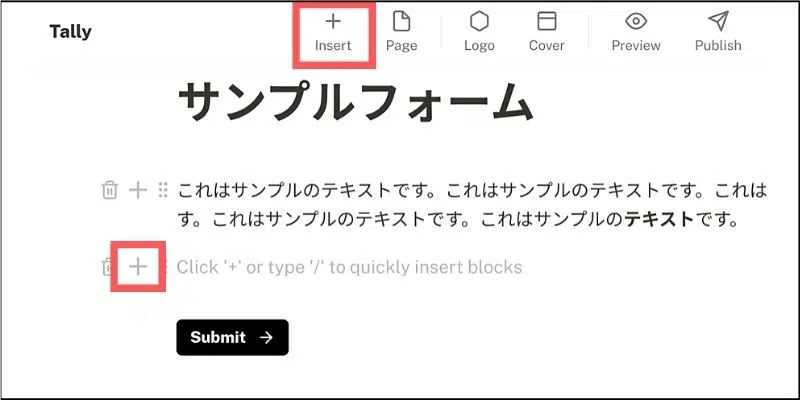 Tally
Insert
Page
Logo
Cover
Preview
Publish
サンプルフォーム
これはサンプルのテキストです。これはサンプルのテキストです。これは
す。これはサンプルのテキストです。これはサンプルのテキストです。
Click '+' or type '/' to quickly insert blocks
Submit →